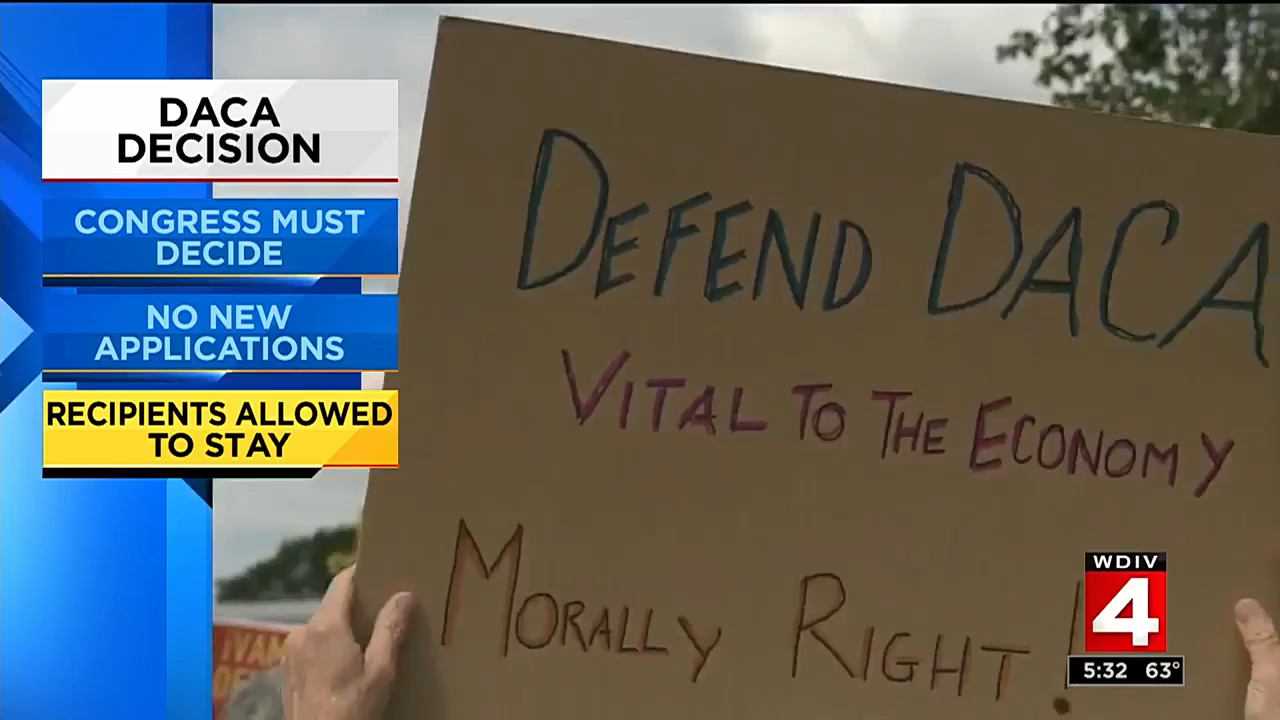 DACA
DECISION
CONGRESS MUST
DECIDE
NO NEW
APPLICATIONS
RECIPIENTS ALLOWED
TO STAY
DEFEND DACA
VITAL TO THE ECONOMY
MORALLY RIGHT!
WDIV
4
5:32 63°